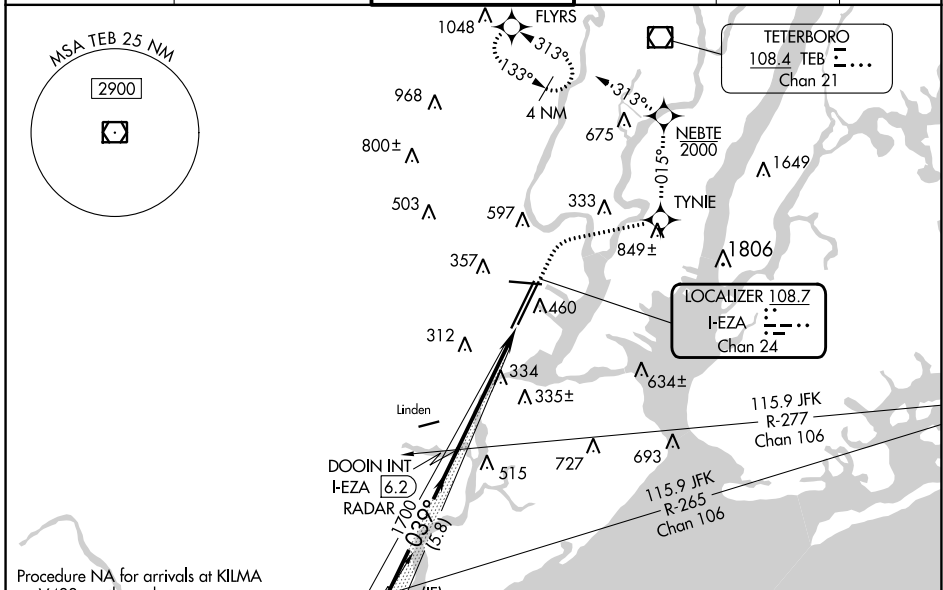 MSA TEB 25 NM
2900
1048
FLYRS
313°
133°
4 NM
313°
TETERBORO
108.4 TEB
Chan 21
968
675
NEBTE
2000
800±
015°
1649
503
597
333
TYNIE
849±
1806
357
LOCALIZER 108.7
I-EZA
Chan 24
460
312
334
335±
634±
Linden
115.9 JFK
R-277
Chan 106
DOOIN INT
I-EZA 6.2
RADAR
515
727
693
115.9 JFK
R-265
Chan 106
1700
039°
(5.8)
Procedure NA for arrivals at KILMA
(IF)